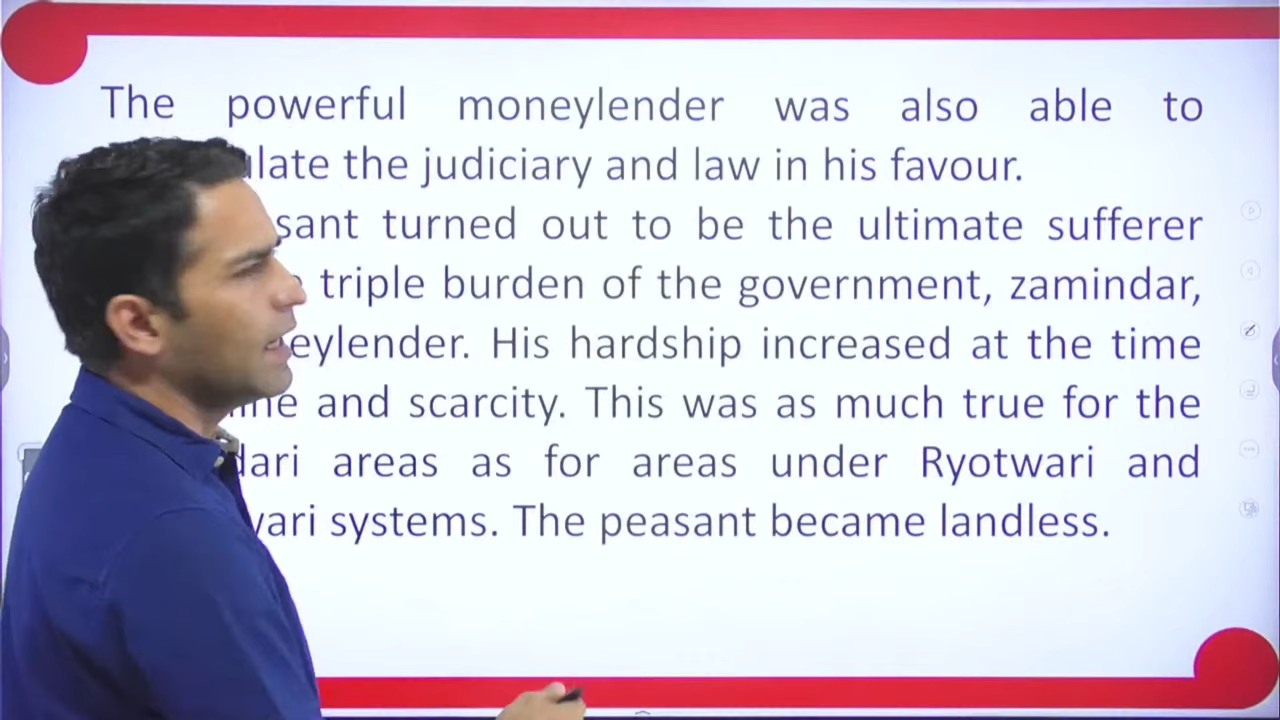 The powerful moneylender was also able to
ulate the judiciary and law in his favour.
sant turned out to be the ultimate sufferer
triple burden of the government, zamindar,
eylender. His hardship increased at the time
and scarcity. This was as much true for the
dari areas as for areas under Ryotwari and
wari systems. The peasant became landless.